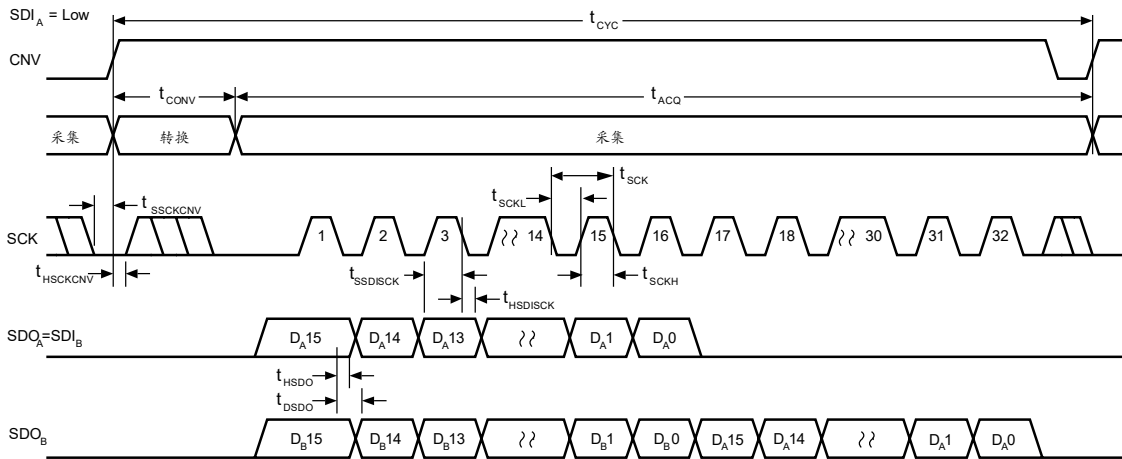 SDI_A = Low
t_CYC
CNV
t_CONV
t_ACQ
采集 转换 采集
t_SSCKCNV
t_SCK
t_SCKL
SCK 1 2 3 14 15 16 17 18 30 31 32
t_HSCKCNV
t_SSDISCK
t_SCKH
t_HSDISCK
SDO_A=SDI_B D_A15 D_A14 D_A13 D_A1 D_A0
t_HSDO
t_DSDO
SDO_B D_B15 D_B14 D_B13 D_B1 D_B0 D_A15 D_A14 D_A1 D_A0